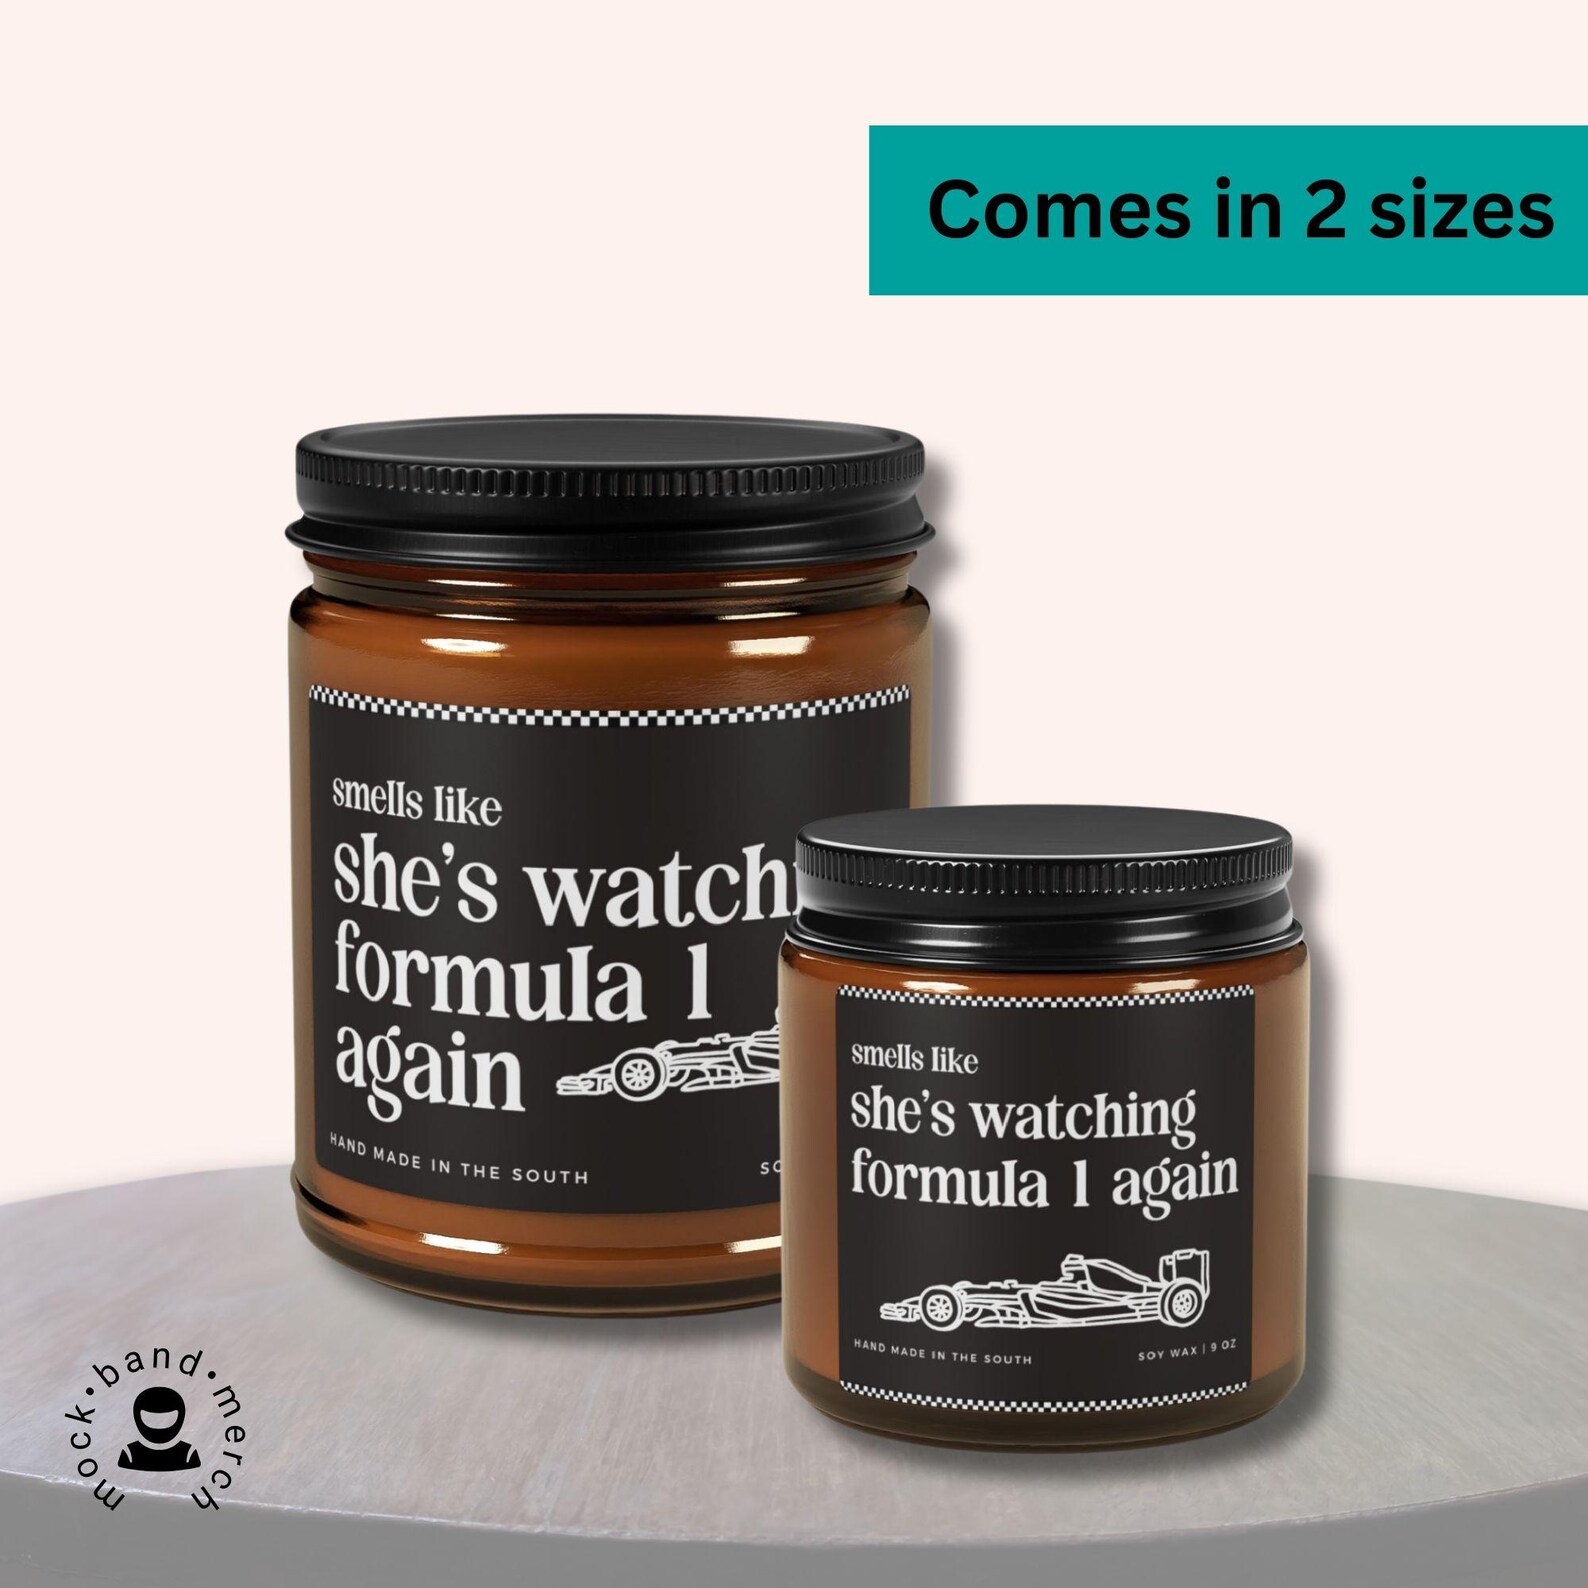 Comes in 2 sizes
smells like
she's watch
formula 1
again
HAND MADE IN THE SOUTH
smells like
she's watching
formula 1 again
HAND MADE IN THE SOUTH
SOY WAX | 9 OZ
mock•band•merch